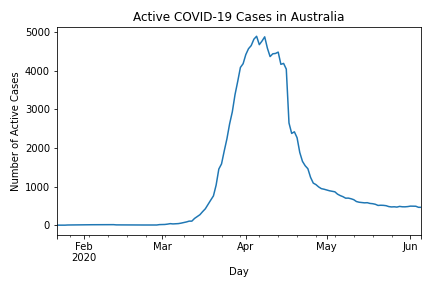 Active COVID-19 Cases in Australia
Number of Active Cases
5000
4000
3000
2000
1000
0
Feb Mar Apr May Jun
2020
Day